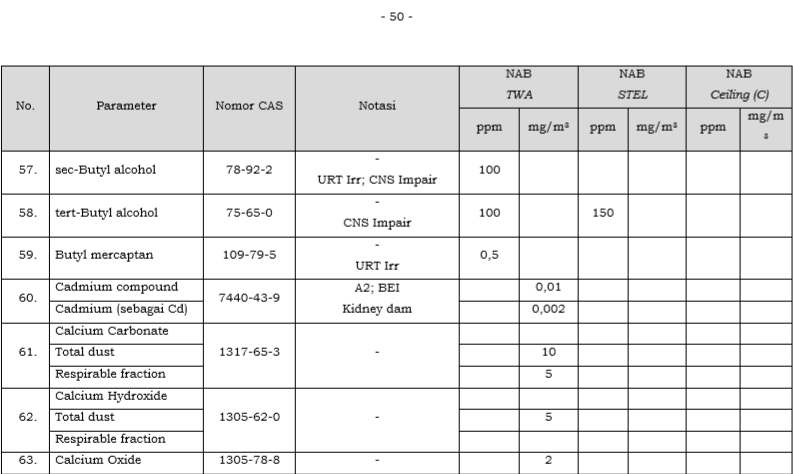 - 50 -
No. Parameter Nomor CAS Notasi NAB TWA NAB STEL NAB Ceiling (C)
ppm mg/m³ ppm mg/m³ ppm mg/m³
57. sec-Butyl alcohol 78-92-2 - URT Irr; CNS Impair 100
58. tert-Butyl alcohol 75-65-0 - CNS Impair 100 150
59. Butyl mercaptan 109-79-5 - URT Irr 0,5
60. Cadmium compound 7440-43-9 A2; BEI 0,01
Cadmium (sebagai Cd) Kidney dam 0,002
61. Calcium Carbonate 1317-65-3 -
Total dust 10
Respirable fraction 5
62. Calcium Hydroxide 1305-62-0 -
Total dust 5
Respirable fraction
63. Calcium Oxide 1305-78-8 - 2